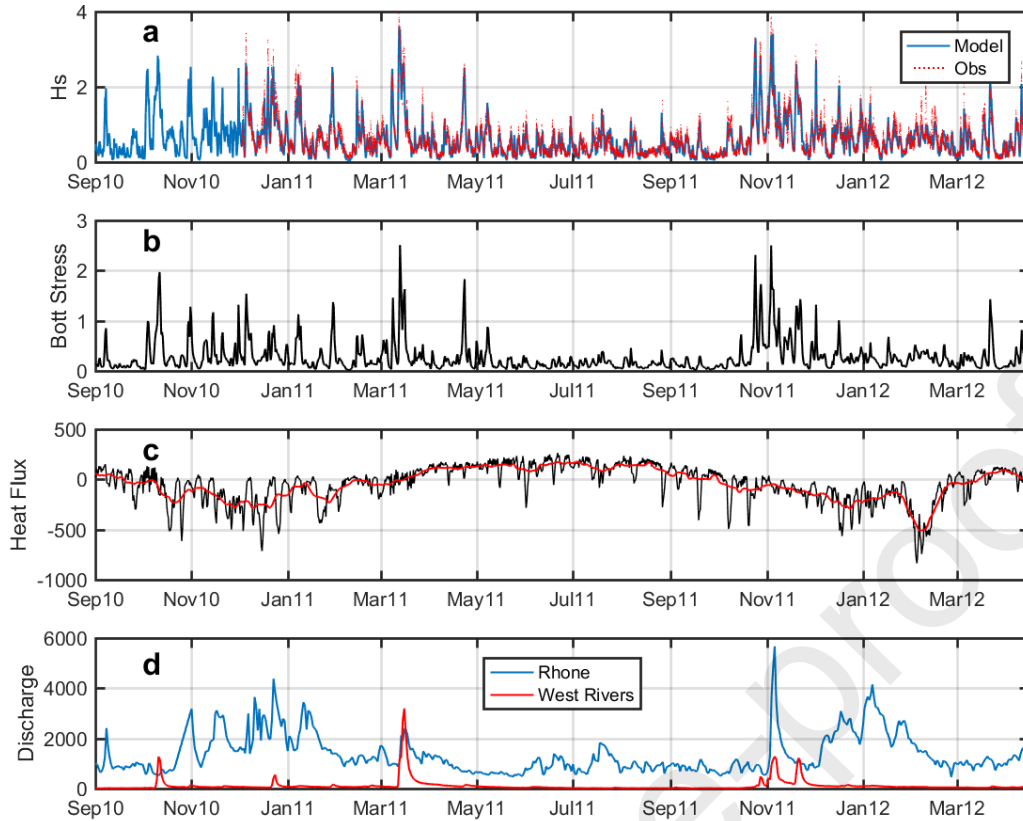 a
Hs
4
2
0
Model
Obs
Sep10 Nov10 Jan11 Mar11 May11 Jul11 Sep11 Nov11 Jan12 Mar12
b
Bott Stress
3
2
1
0
Sep10 Nov10 Jan11 Mar11 May11 Jul11 Sep11 Nov11 Jan12 Mar12
c
Heat Flux
500
0
-500
-1000
Sep10 Nov10 Jan11 Mar11 May11 Jul11 Sep11 Nov11 Jan12 Mar12
d
Discharge
6000
4000
2000
0
Rhone
West Rivers
Sep10 Nov10 Jan11 Mar11 May11 Jul11 Sep11 Nov11 Jan12 Mar12